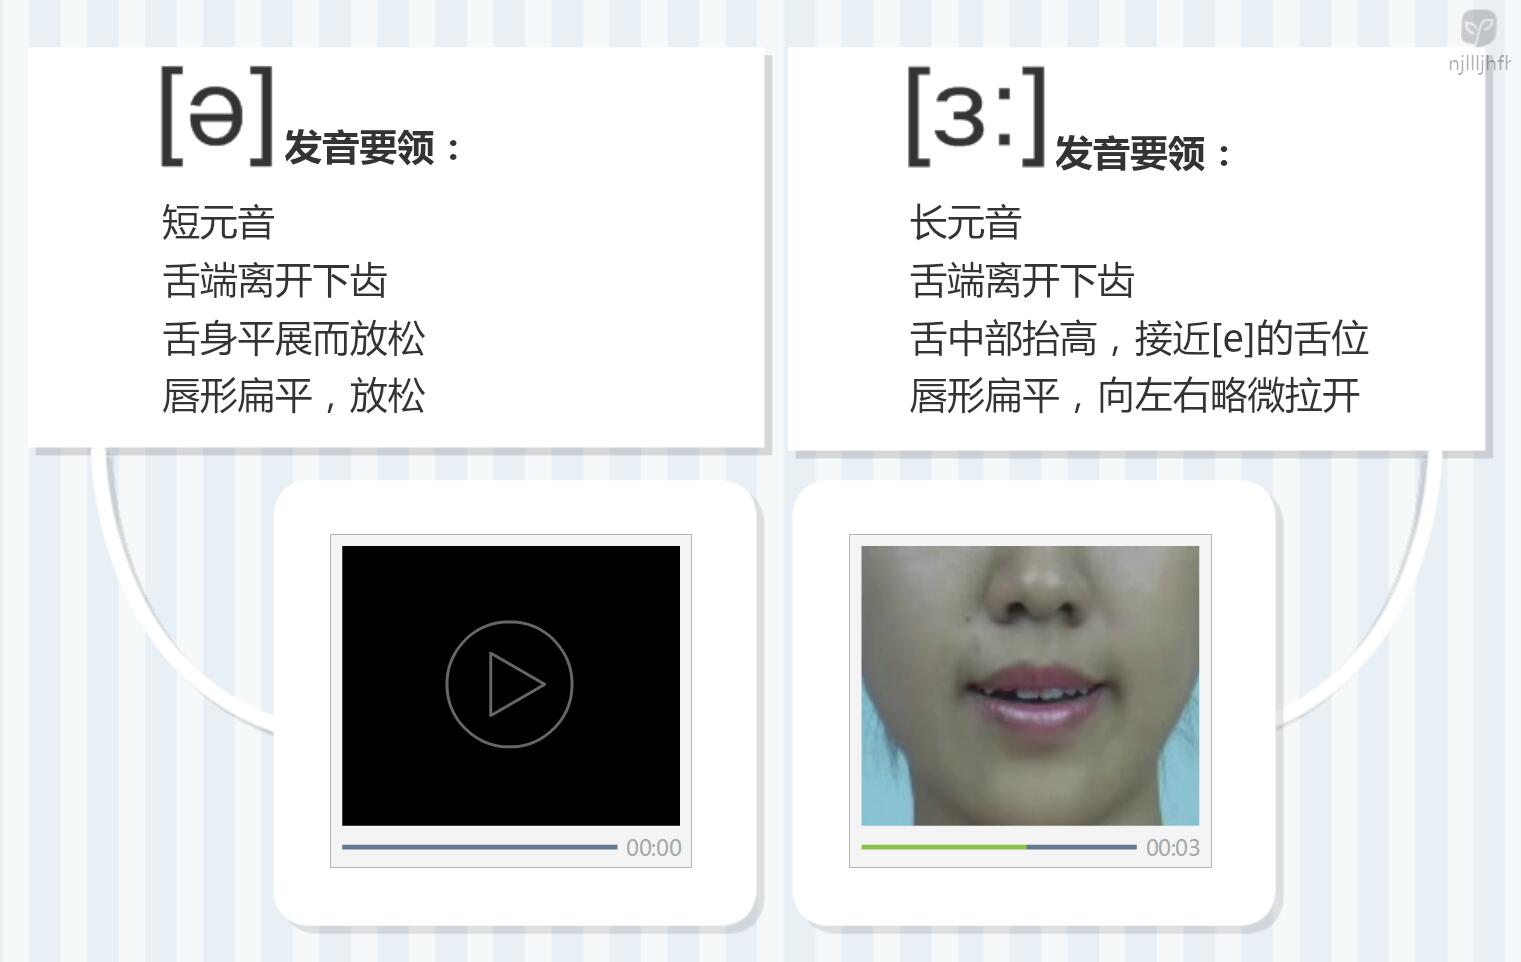 [ə] 发音要领：
短元音
舌端离开下齿
舌身平展而放松
唇形扁平，放松
[ɜː] 发音要领：
长元音
舌端离开下齿
舌中部抬高，接近[e]的舌位
唇形扁平，向左右略微拉开
00:00
00:03